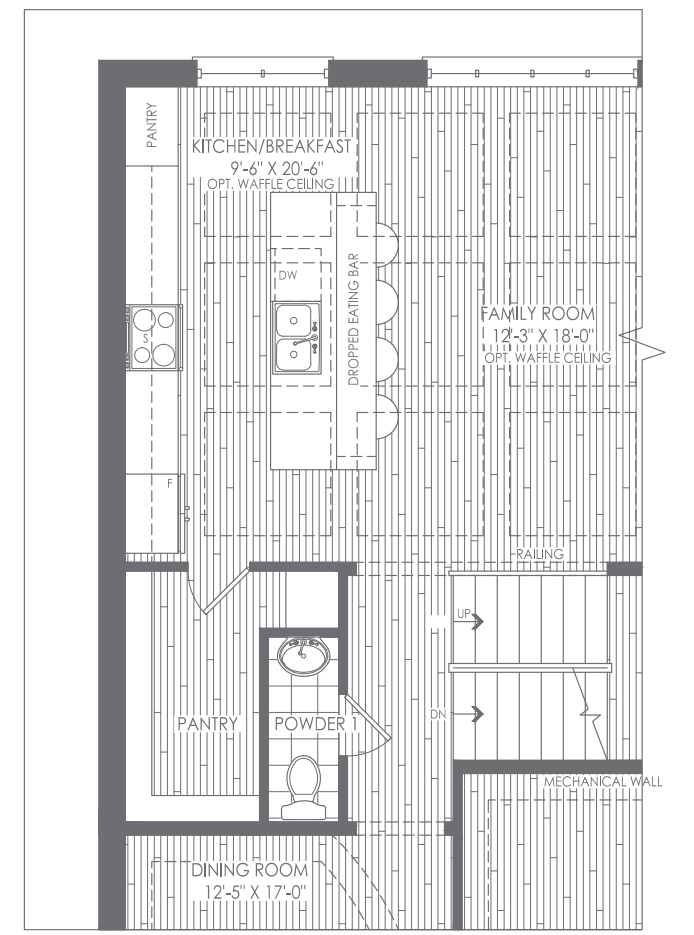 PANTRY
KITCHEN/BREAKFAST
9'-6" X 20'-6"
OPT. WAFFLE CEILING
DW
DROPPED EATING BAR
S
FAMILY ROOM
12'-3" X 18'-0"
OPT. WAFFLE CEILING
F
RAILING
UP
DN
PANTRY
POWDER 1
MECHANICAL WALL
DINING ROOM
12'-5" X 17'-0"